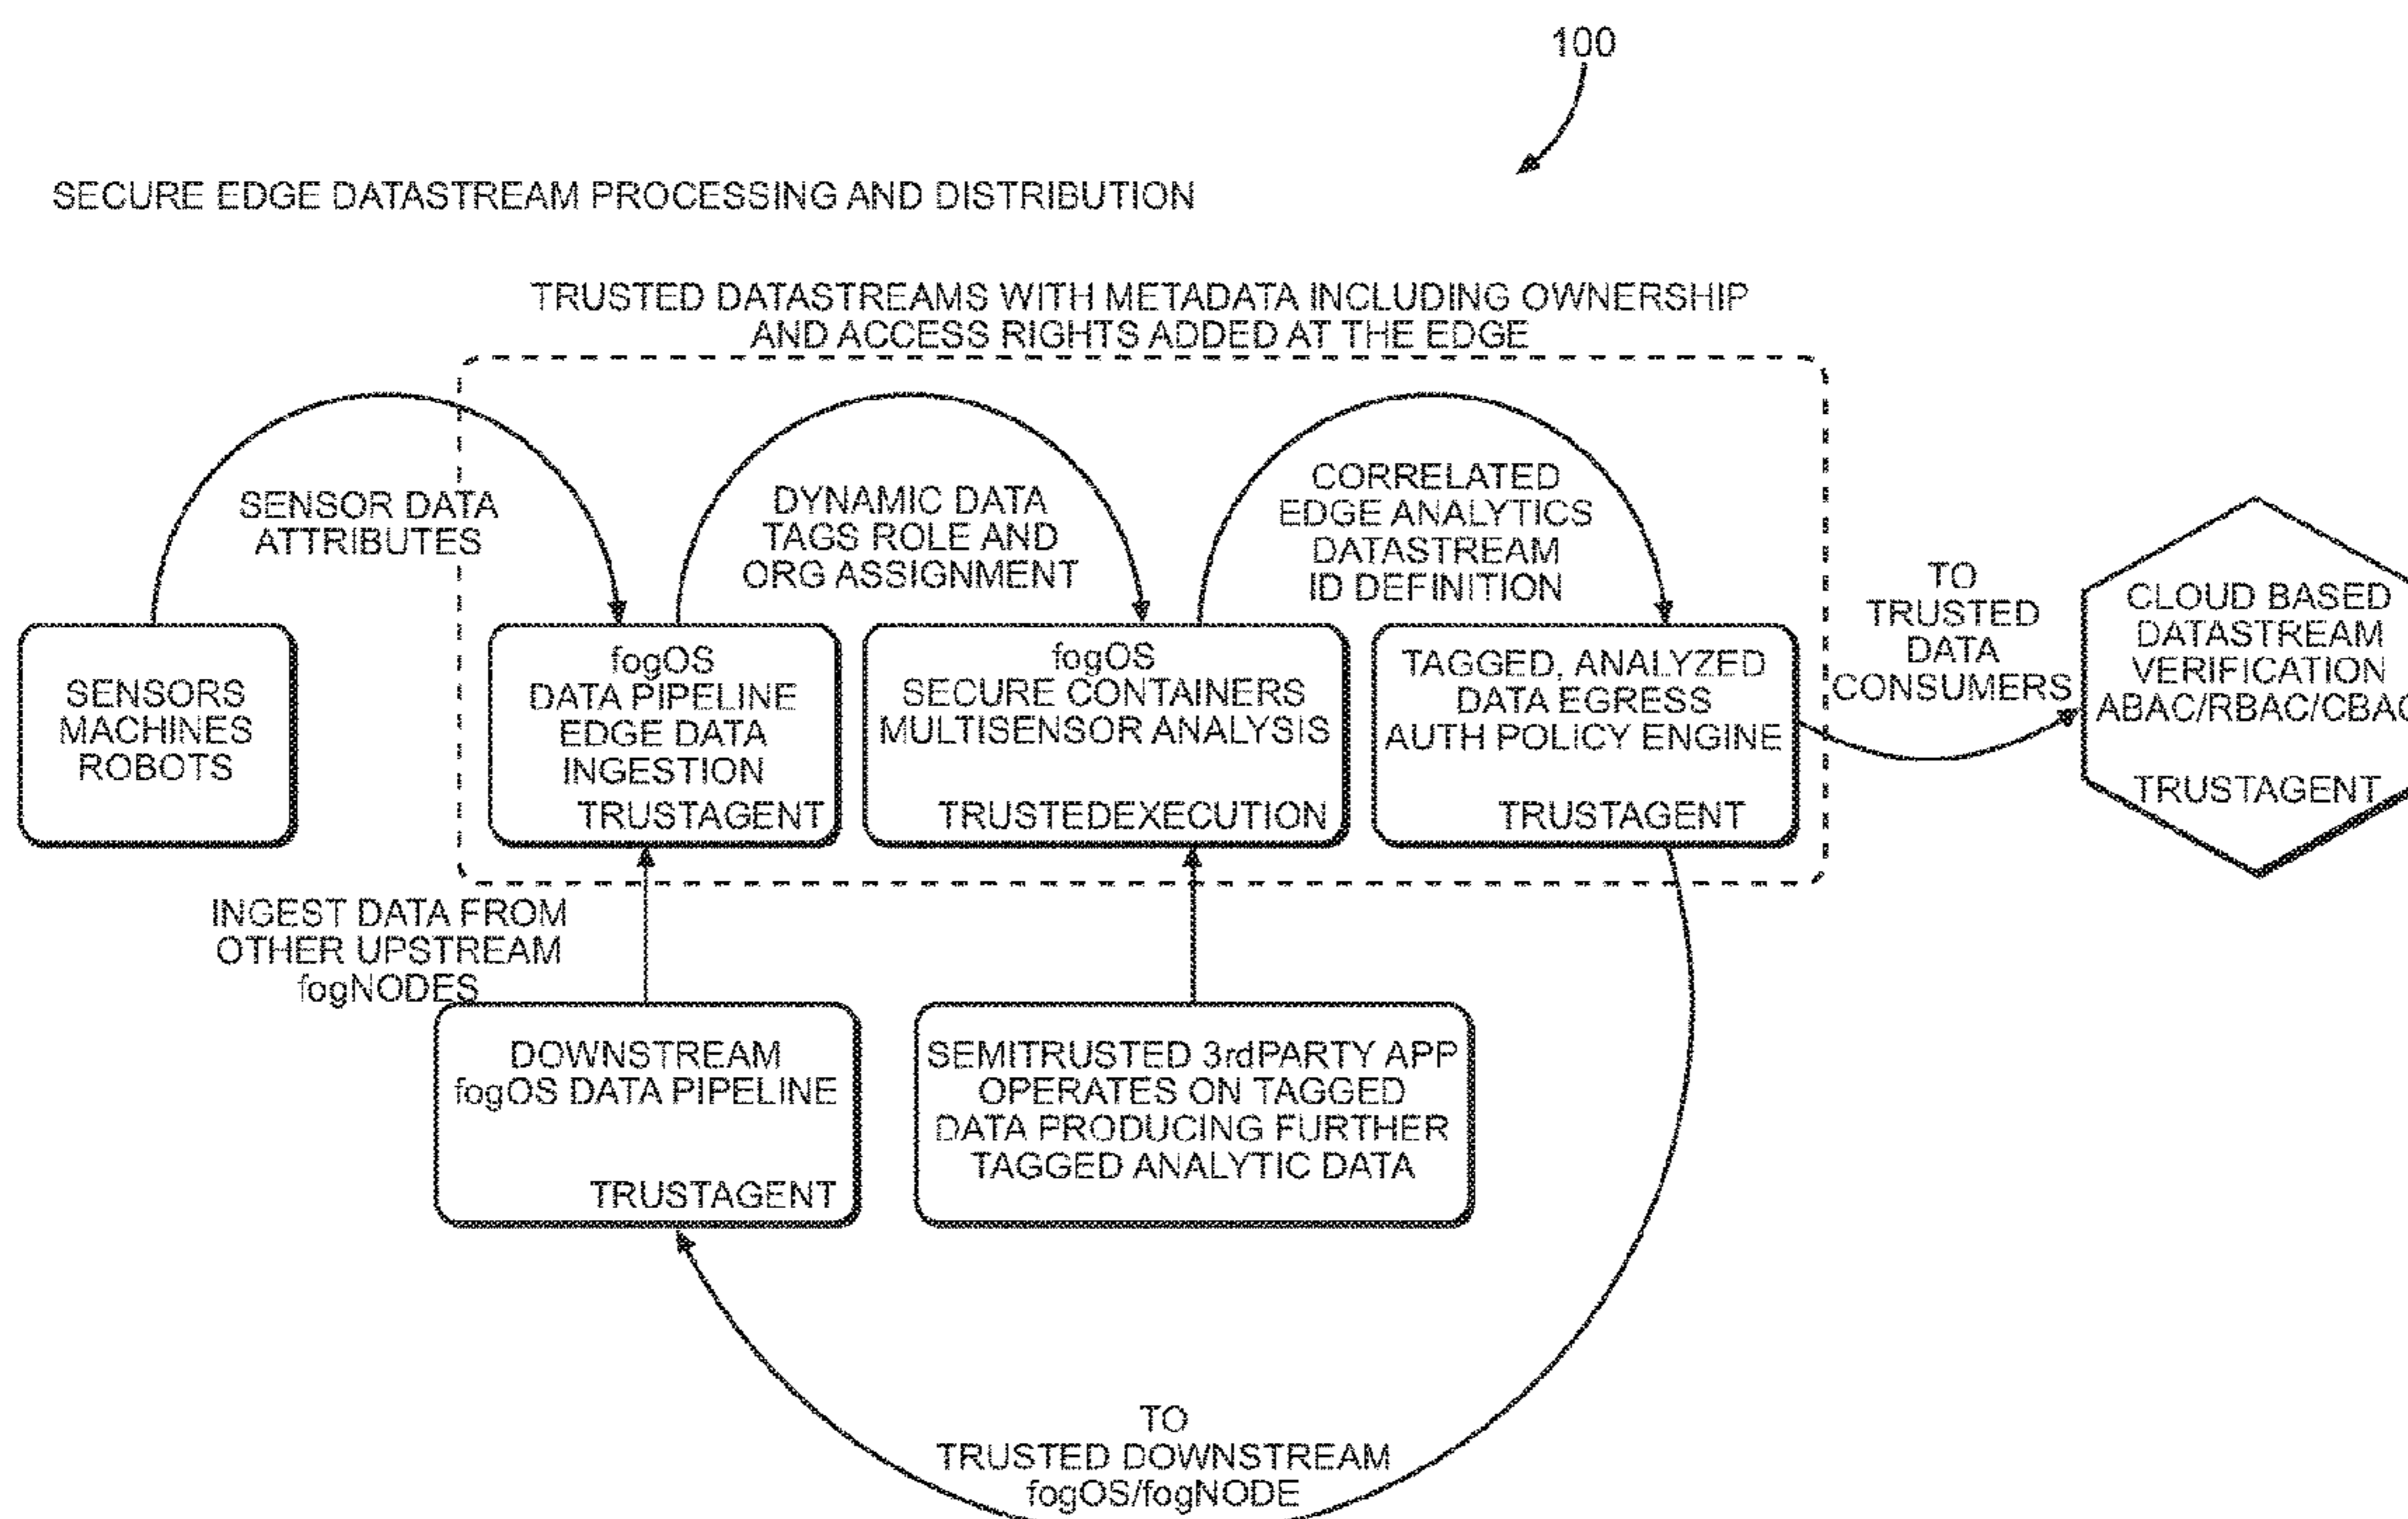 100
SECURE EDGE DATASTREAM PROCESSING AND DISTRIBUTION
TRUSTED DATASTREAMS WITH METADATA INCLUDING OWNERSHIP
AND ACCESS RIGHTS ADDED AT THE EDGE
SENSOR DATA
ATTRIBUTES
DYNAMIC DATA
TAGS ROLE AND
ORG ASSIGNMENT
CORRELATED
EDGE ANALYTICS
DATASTREAM
ID DEFINITION
SENSORS
MACHINES
ROBOTS
fogOS
DATA PIPELINE
EDGE DATA
INGESTION
TRUSTAGENT
fogOS
SECURE CONTAINERS
MULTISENSOR ANALYSIS
TRUSTEDEXECUTION
TAGGED, ANALYZED
DATA EGRESS
AUTH POLICY ENGINE
TRUSTAGENT
TO
TRUSTED
DATA
CONSUMERS
CLOUD BASED
DATASTREAM
VERIFICATION
ABAC/RBAC/CBAC
TRUSTAGENT
INGEST DATA FROM
OTHER UPSTREAM
fogNODES
DOWNSTREAM
fogOS DATA PIPELINE
TRUSTAGENT
SEMITRUSTED 3rdPARTY APP
OPERATES ON TAGGED
DATA PRODUCING FURTHER
TAGGED ANALYTIC DATA
TO
TRUSTED DOWNSTREAM
fogOS/fogNODE